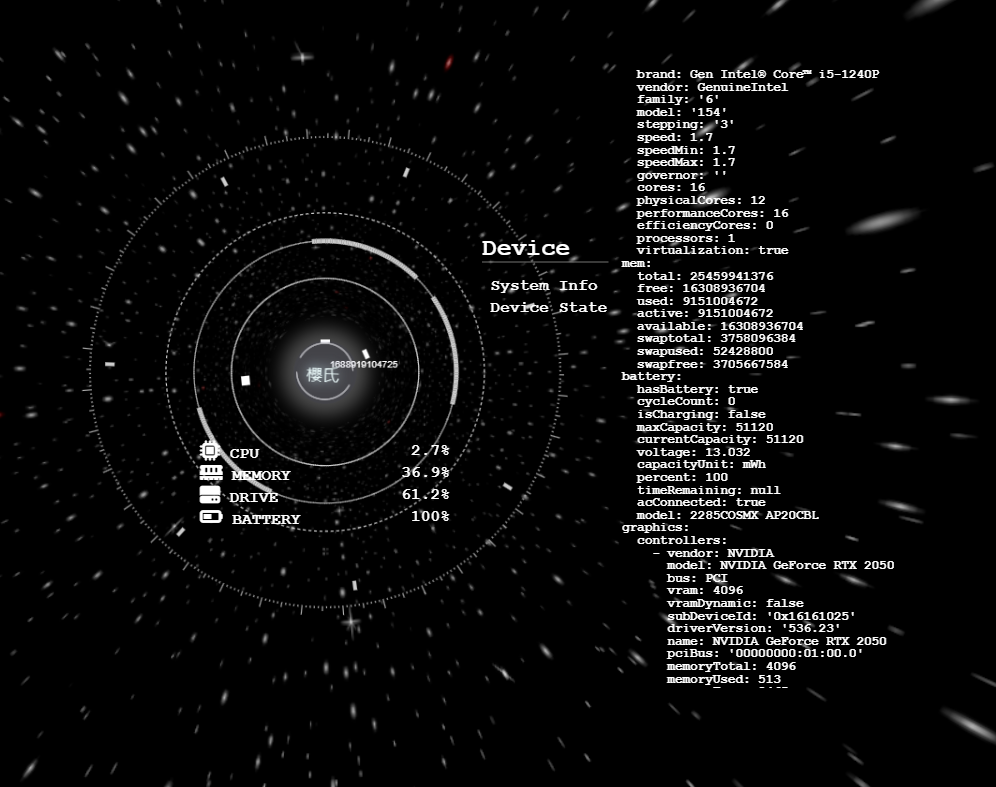 1688919104725
櫻氏
CPU 2.7%
MEMORY 36.9%
DRIVE 61.2%
BATTERY 100%
Device
System Info
Device State
brand: Gen Intel® Core™ i5-1240P
vendor: GenuineIntel
family: '6'
model: '154'
stepping: '3'
speed: 1.7
speedMin: 1.7
speedMax: 1.7
governor: ''
cores: 16
physicalCores: 12
performanceCores: 16
efficiencyCores: 0
processors: 1
virtualization: true
mem:
total: 25459941376
free: 16308936704
used: 9151004672
active: 9151004672
available: 16308936704
swaptotal: 3758096384
swapused: 52428800
swapfree: 3705667584
battery:
hasBattery: true
cycleCount: 0
isCharging: false
maxCapacity: 51120
currentCapacity: 51120
voltage: 13.032
capacityUnit: mWh
percent: 100
timeRemaining: null
acConnected: true
model: 2285COSMX AP20CBL
graphics:
controllers:
- vendor: NVIDIA
model: NVIDIA GeForce RTX 2050
bus: PCI
vram: 4096
vramDynamic: false
subDeviceId: '0x16161025'
driverVersion: '536.23'
name: NVIDIA GeForce RTX 2050
pciBus: '00000000:01:00.0'
memoryTotal: 4096
memoryUsed: 513